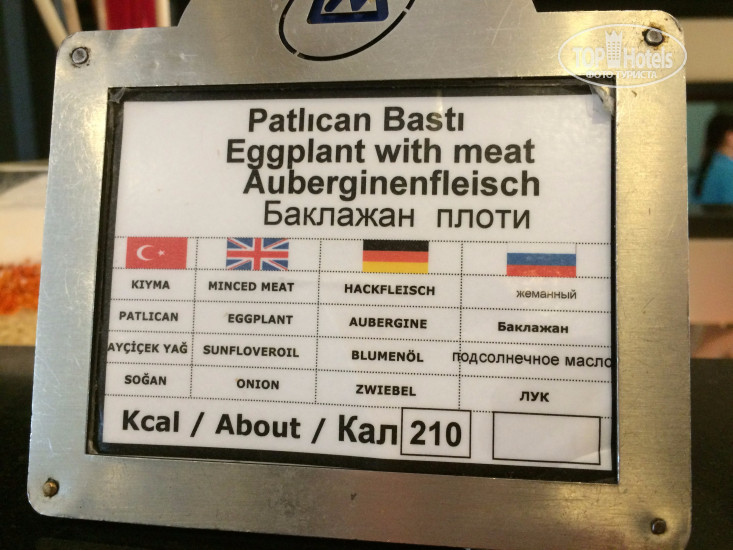 TOP Hotels
ФОТО ТУРИСТА
Patlıcan Bastı
Eggplant with meat
Auberginenfleisch
Баклажан плоти
KIYMA MINCED MEAT HACKFLEISCH жеманный
PATLICAN EGGPLANT AUBERGINE Баклажан
AYÇİÇEK YAĞ SUNFLOVEROIL BLUMENÖL подсолнечное масло
SOĞAN ONION ZWIEBEL ЛУК
Kcal / About / Кал 210